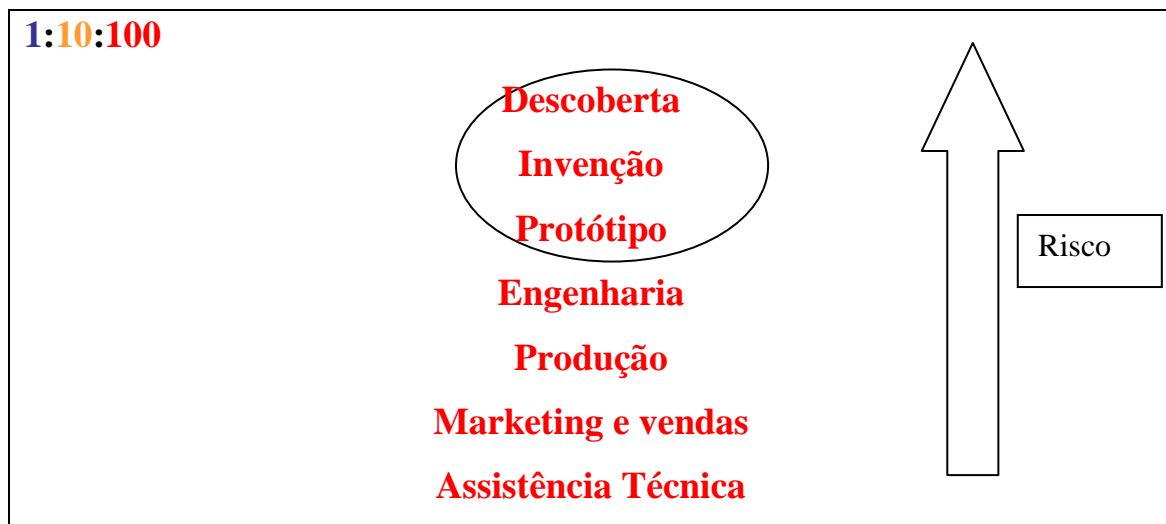 1:10:100
Descoberta
Invenção
Protótipo
Risco
Engenharia
Produção
Marketing e vendas
Assistência Técnica